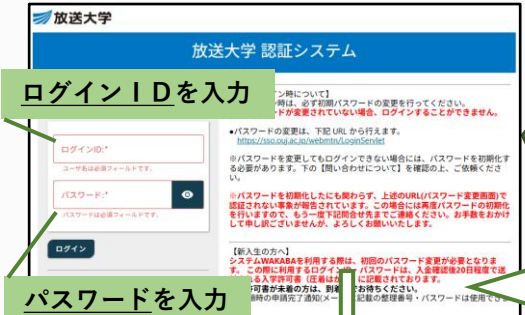 放送大学
放送大学 認証システム
ログインＩＤを入力
ン時について】
時は、必ず初期パスワードの変更を行ってください。
ドが変更されていない場合、ログインすることができません。
●パスワードの変更は、下記 URL から行えます。
https://sso.ouj.ac.jp/webmtn/LoginServlet
※パスワードを変更してもログインできない場合には、パスワードを初期化す
る必要があります。下の【問い合わせについて】を確認の上、ご依頼くださ
い。
※パスワードを初期化したにも関わらず、上述のURL(パスワード変更画面)で
認証されない事象が報告されています。この場合には再度パスワードの初期化
を行いますので、もう一度下記問合せ先までご連絡ください。お手数をおかけ
して申し訳ございませんが、よろしくお願いいたします。
ログインID:*
ユーザ名は必須フィールドです。
パスワード:*
パスワードは必須フィールドです。
ログイン
【新入生の方へ】
システムWAKABAを利用する際は、初回のパスワード変更が必要となりま
す。この際に利用するログインID・パスワードは、入金確認後20日程度で送
る入学許可書（圧着は
）に記載されております。
可書が未着の方は、到着
お待ちください。
時の申請完了通知(メー
記載の整理番号・パスワードは使用でき
パスワードを入力